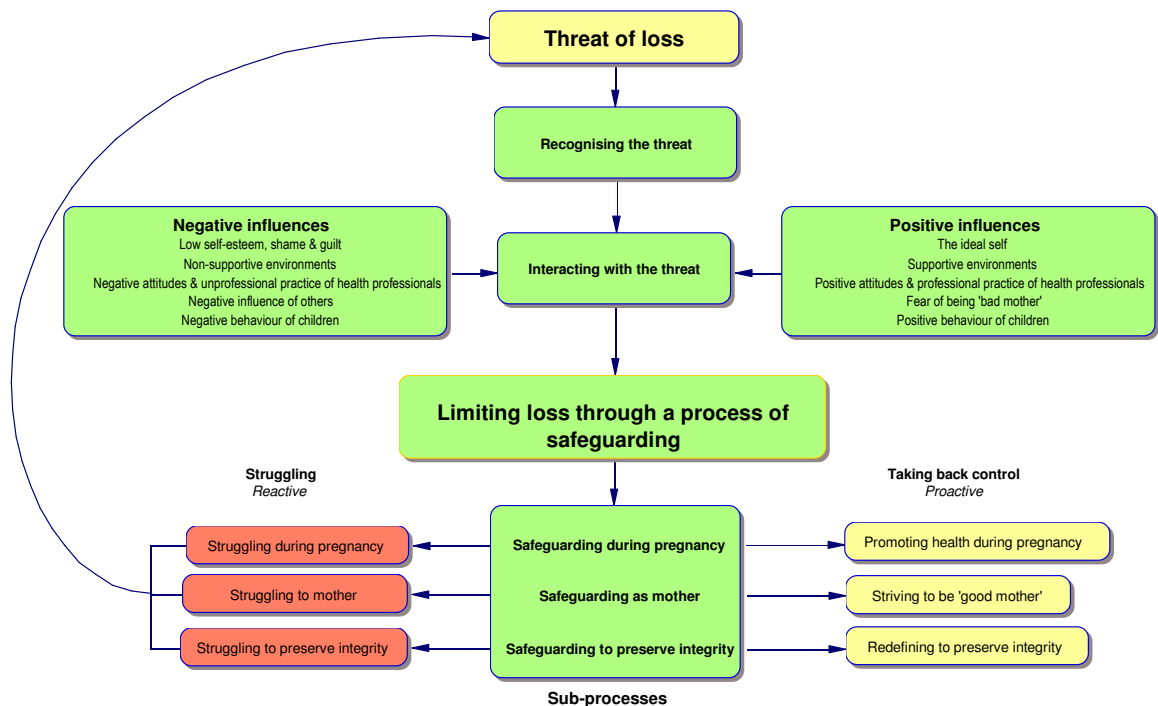 Threat of loss
Recognising the threat
Negative influences
Low self-esteem, shame & guilt
Non-supportive environments
Negative attitudes & unprofessional practice of health professionals
Negative influence of others
Negative behaviour of children
Interacting with the threat
Positive influences
The ideal self
Supportive environments
Positive attitudes & professional practice of health professionals
Fear of being 'bad mother'
Positive behaviour of children
Limiting loss through a process of
safeguarding
Struggling
Reactive
Taking back control
Proactive
Struggling during pregnancy
Safeguarding during pregnancy
Promoting health during pregnancy
Struggling to mother
Safeguarding as mother
Striving to be 'good mother'
Struggling to preserve integrity
Safeguarding to preserve integrity
Redefining to preserve integrity
Sub-processes